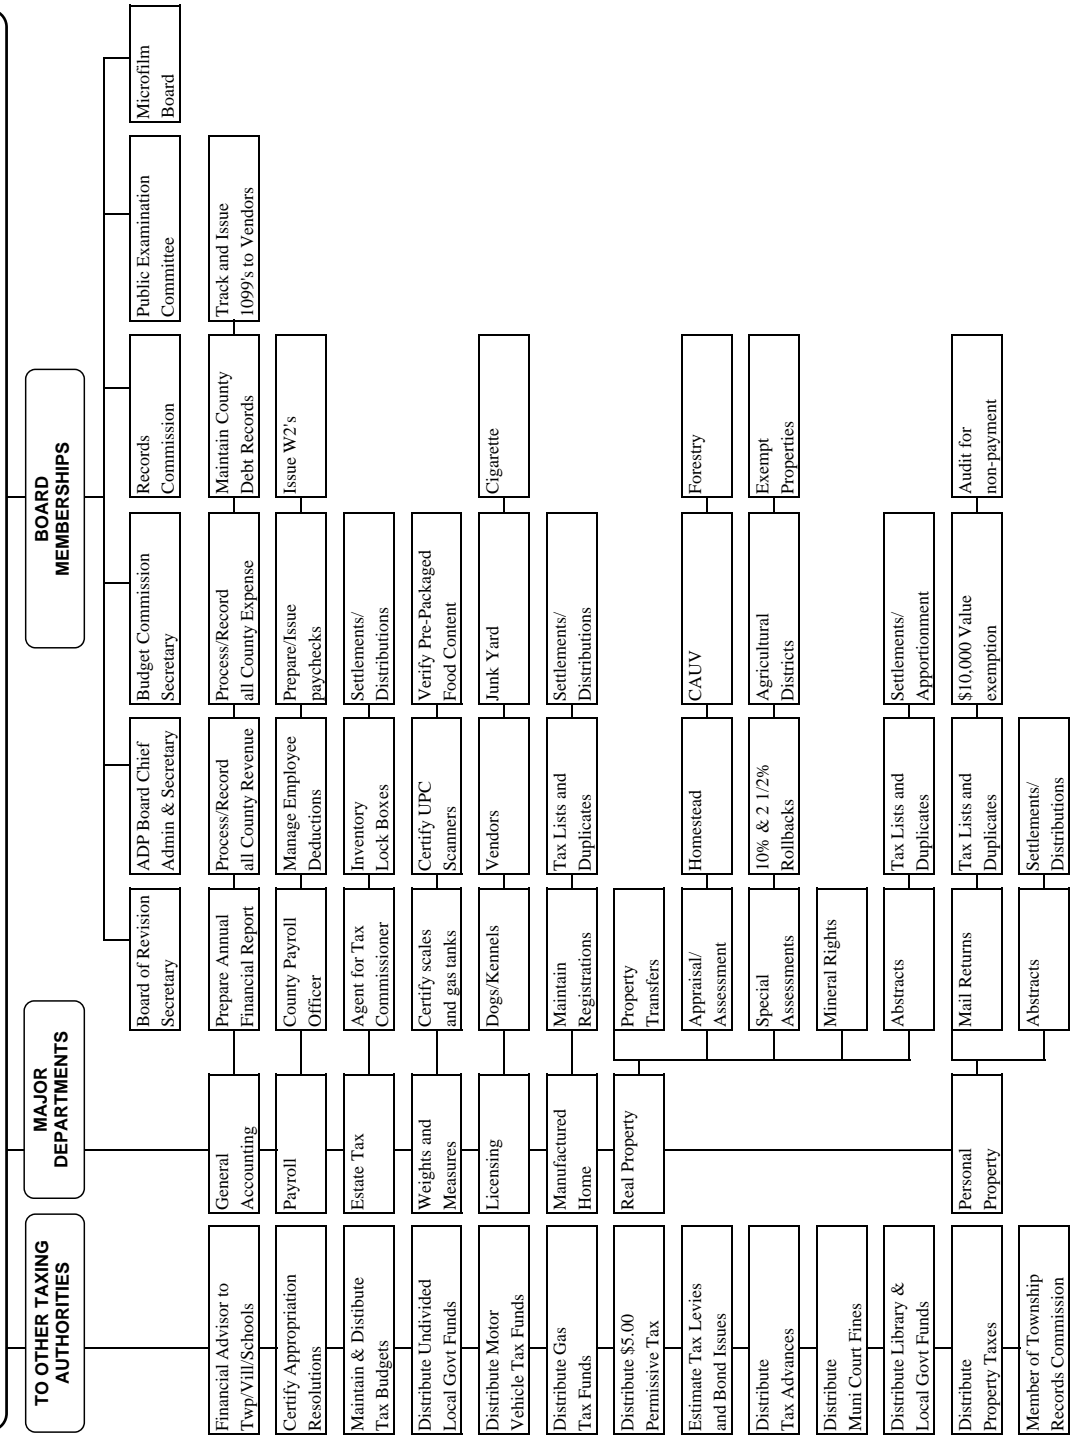 TO OTHER TAXING
AUTHORITIES
MAJOR
DEPARTMENTS
BOARD
MEMBERSHIPS
Board of Revision
Secretary
ADP Board Chief
Admin & Secretary
Budget Commission
Secretary
Records
Commission
Public Examination
Committee
Microfilm
Board
Financial Advisor to
Twp/Vill/Schools
General
Accounting
Prepare Annual
Financial Report
Process/Record
all County Revenue
Process/Record
all County Expense
Maintain County
Debt Records
Track and Issue
1099's to Vendors
Certify Appropriation
Resolutions
Payroll
County Payroll
Officer
Manage Employee
Deductions
Prepare/Issue
paychecks
Issue W2's
Maintain & Distibute
Tax Budgets
Estate Tax
Agent for Tax
Commissioner
Inventory
Lock Boxes
Settlements/
Distributions
Distribute Undivided
Local Govt Funds
Weights and
Measures
Certify scales
and gas tanks
Certify UPC
Scanners
Verify Pre-Packaged
Food Content
Distribute Motor
Vehicle Tax Funds
Licensing
Dogs/Kennels
Vendors
Junk Yard
Cigarette
Distribute Gas
Tax Funds
Manufactured
Home
Maintain
Registrations
Tax Lists and
Duplicates
Settlements/
Distributions
Distribute $5.00
Permissive Tax
Real Property
Property
Transfers
Estimate Tax Levies
and Bond Issues
Appraisal/
Assessment
Homestead
CAUV
Forestry
Distribute
Tax Advances
Special
Assessments
10% & 2 1/2%
Rollbacks
Agricultural
Districts
Exempt
Properties
Distribute
Muni Court Fines
Mineral Rights
Distribute Library &
Local Govt Funds
Abstracts
Tax Lists and
Duplicates
Settlements/
Apportionment
Distribute
Property Taxes
Personal
Property
Mail Returns
Tax Lists and
Duplicates
$10,000 Value
exemption
Audit for
non-payment
Member of Township
Records Commission
Abstracts
Settlements/
Distributions